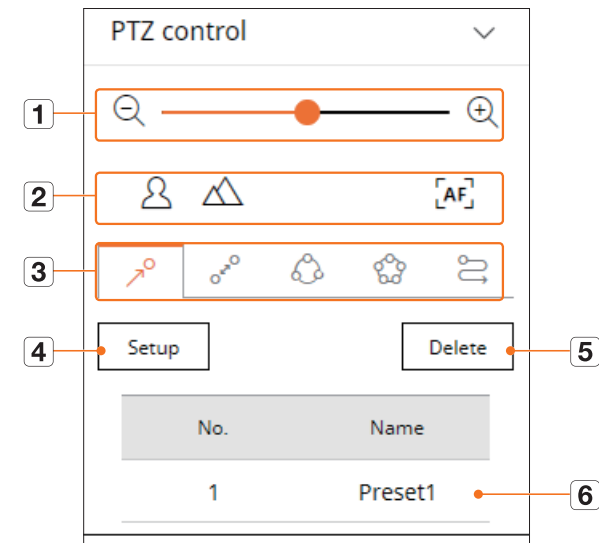 PTZ control
1
2
AF
3
4 Setup Delete 5
No. Name
1 Preset1 6